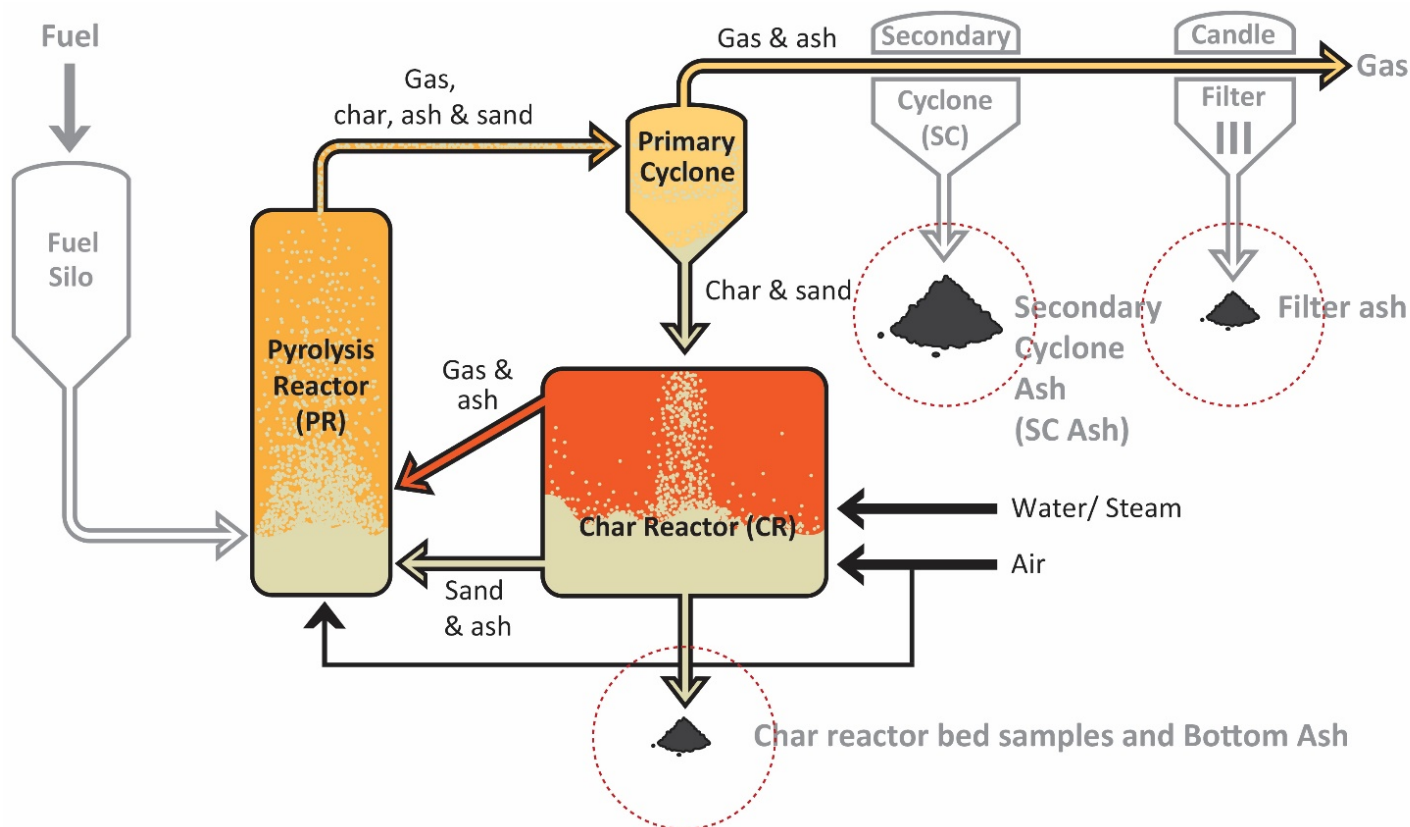 Fuel
Fuel
Silo
Gas,
char, ash & sand
Pyrolysis
Reactor
(PR)
Primary
Cyclone
Gas & ash
Secondary
Cyclone
(SC)
Candle
Filter
Gas
Char & sand
Secondary
Cyclone
Ash
(SC Ash)
Filter ash
Gas &
ash
Char Reactor (CR)
Water/ Steam
Air
Sand
& ash
Char reactor bed samples and Bottom Ash